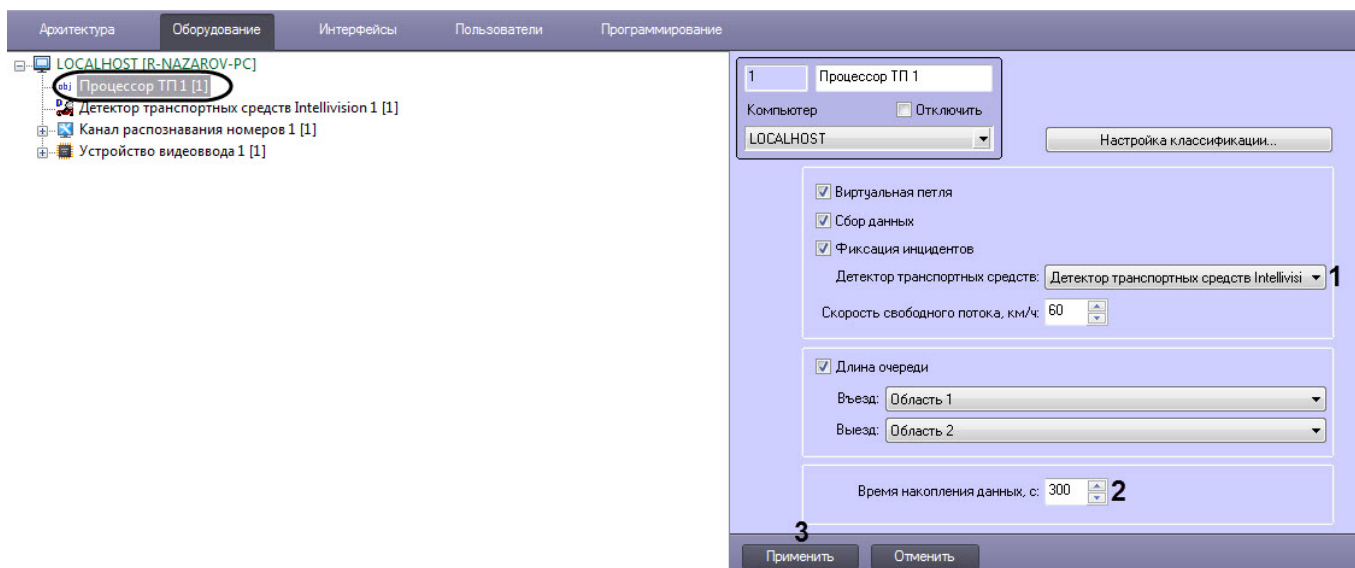 Архитектура Оборудование Интерфейсы Пользователи Программирование
LOCALHOST [R-NAZAROV-PC]
obj Процессор ТП 1 [1]
Детектор транспортных средств Intellivision 1 [1]
Канал распознавания номеров 1 [1]
Устройство видеоввода 1 [1]
1 Процессор ТП 1
Компьютер Отключить
LOCALHOST
Настройка классификации...
Виртуальная петля
Сбор данных
Фиксация инцидентов
Детектор транспортных средств: Детектор транспортных средств Intellivisi 1
Скорость свободного потока, км/ч: 60
Длина очереди
Въезд: Область 1
Выезд: Область 2
Время накопления данных, с: 300 2
3
Применить Отменить